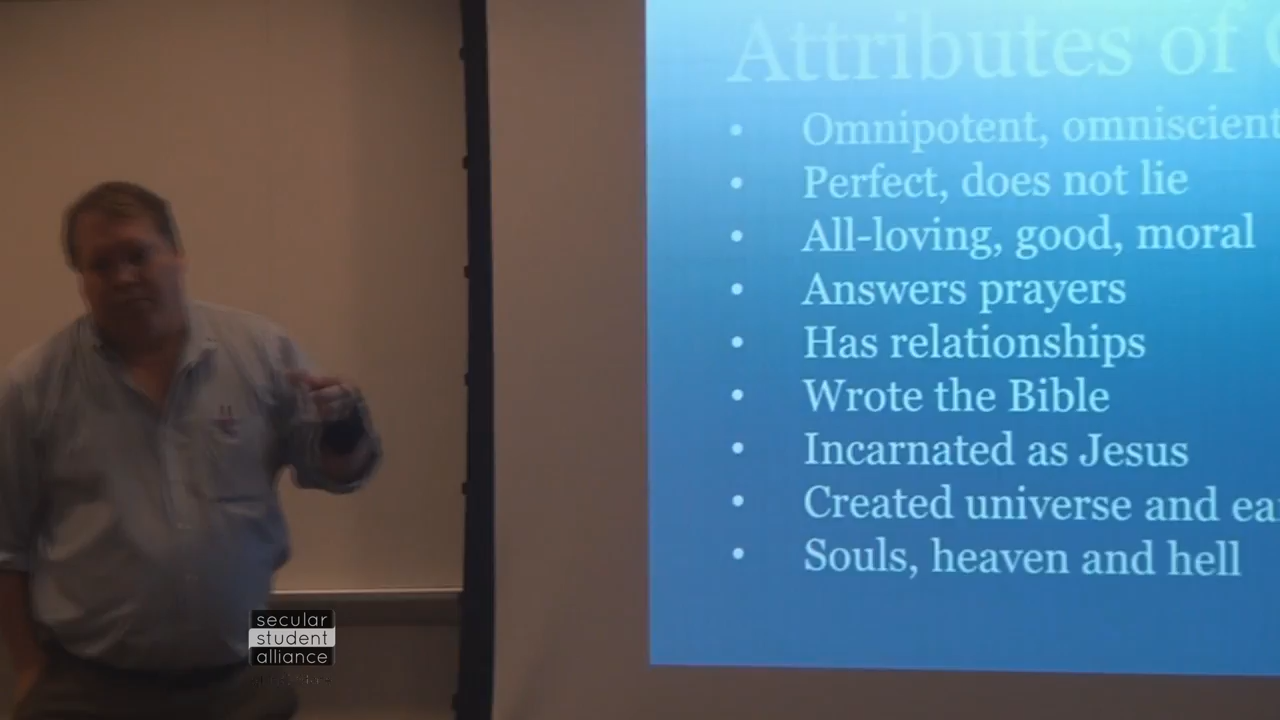 Attributes of
• Omnipotent, omniscient
• Perfect, does not lie
• All-loving, good, moral
• Answers prayers
• Has relationships
• Wrote the Bible
• Incarnated as Jesus
• Created universe and ea
• Souls, heaven and hell
secular
student
alliance